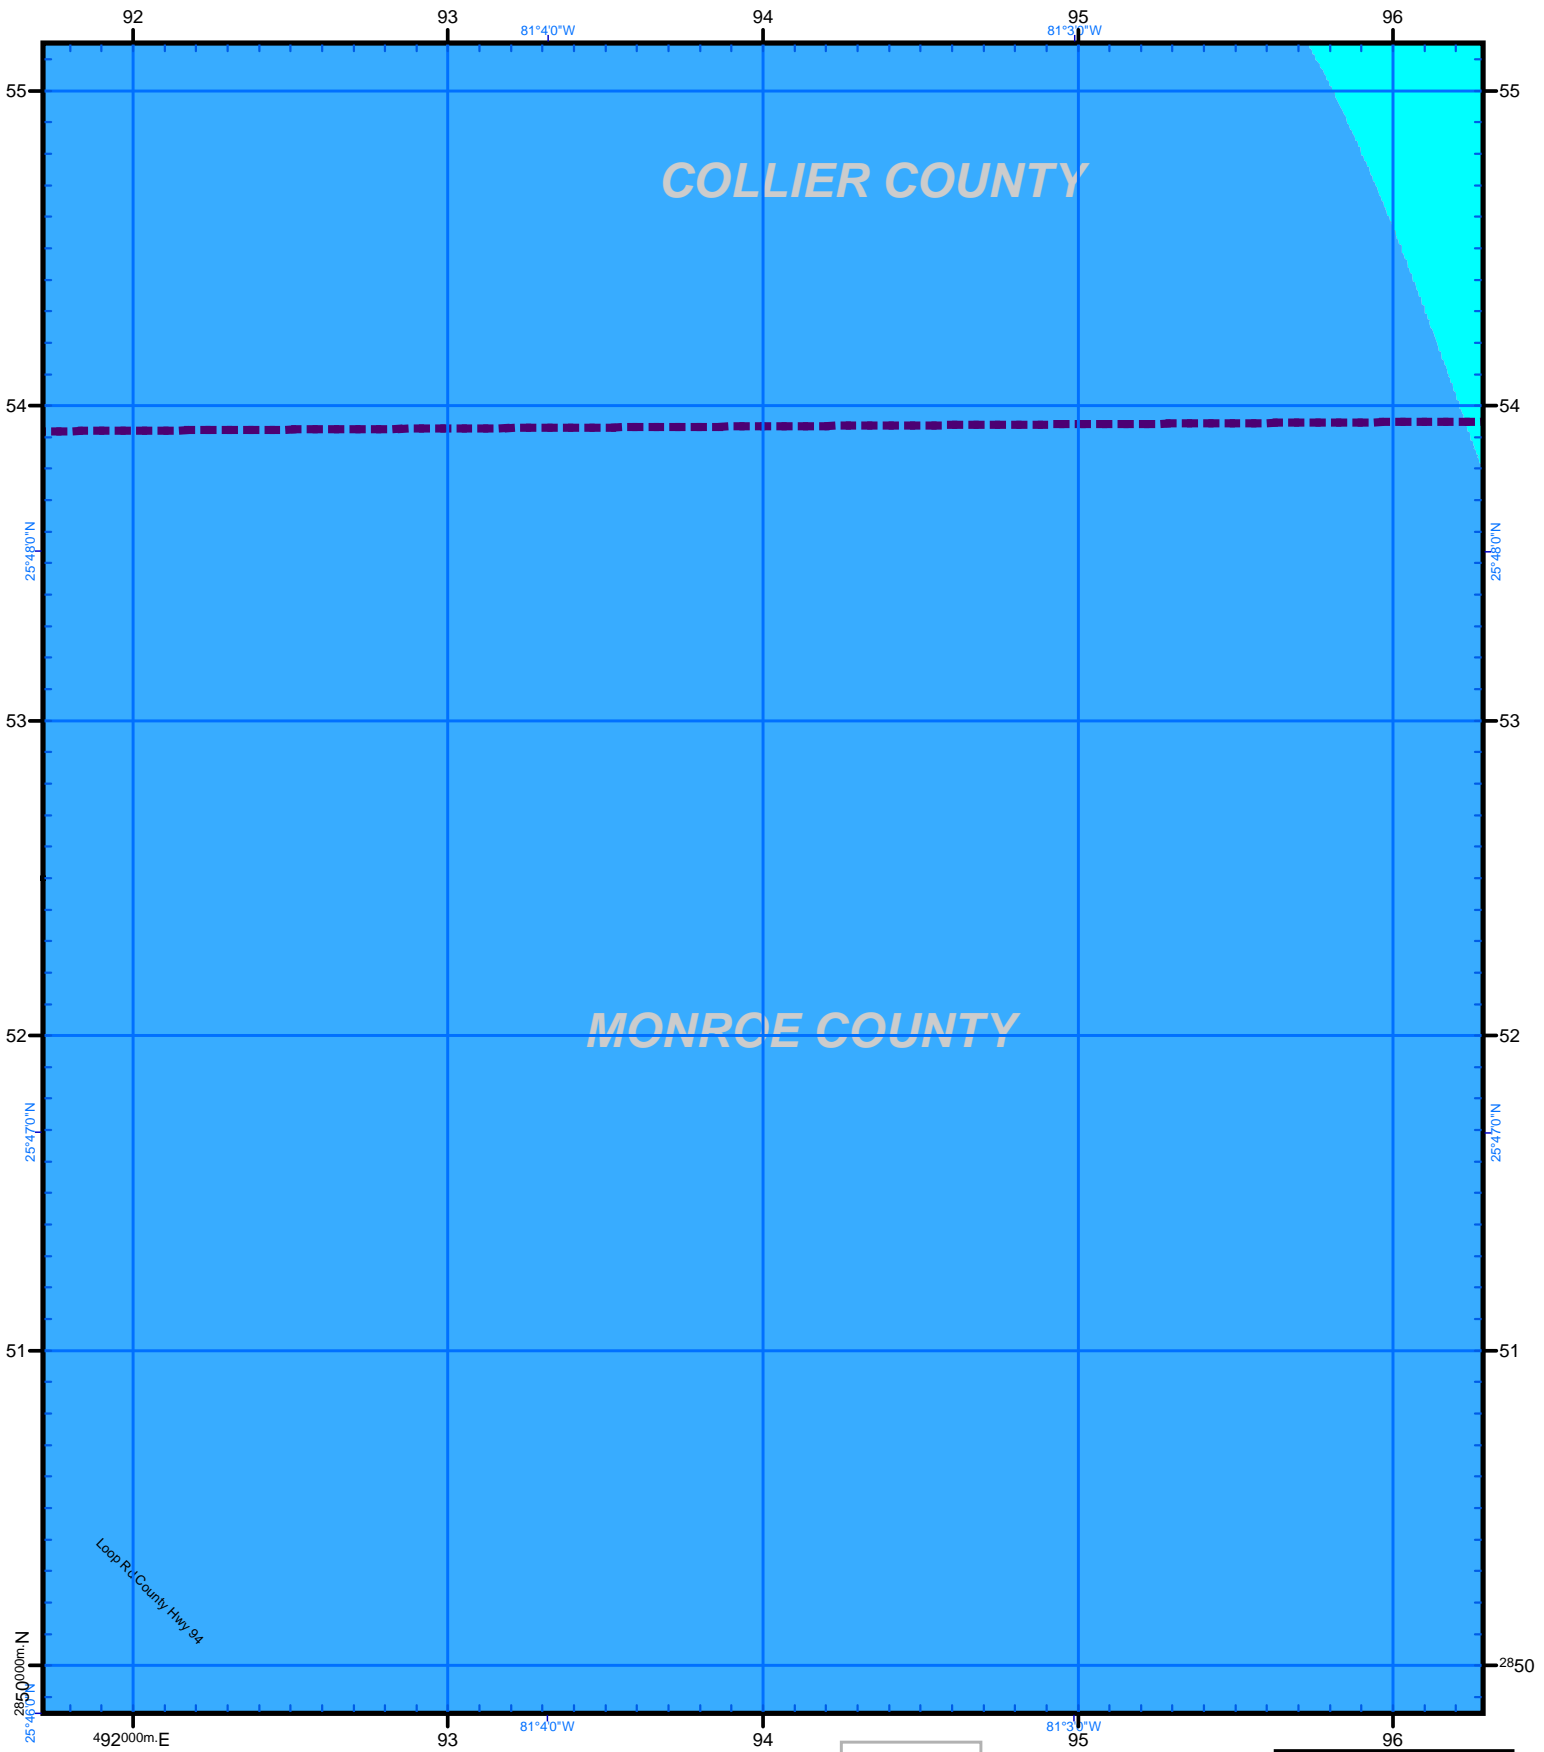 92 93 94 95 96
81°4'0"W 81°3'0"W
55 55
COLLIER COUNTY
54 54
25°48'0"N 25°48'0"N
53 53
MONROE COUNTY
52 52
25°47'0"N 25°47'0"N
51 51
Loop Rd County Hwy 94
2850000m.N 2850
25°46'0"N
81°4'0"W 81°3'0"W
492000m.E 93 94 95 96